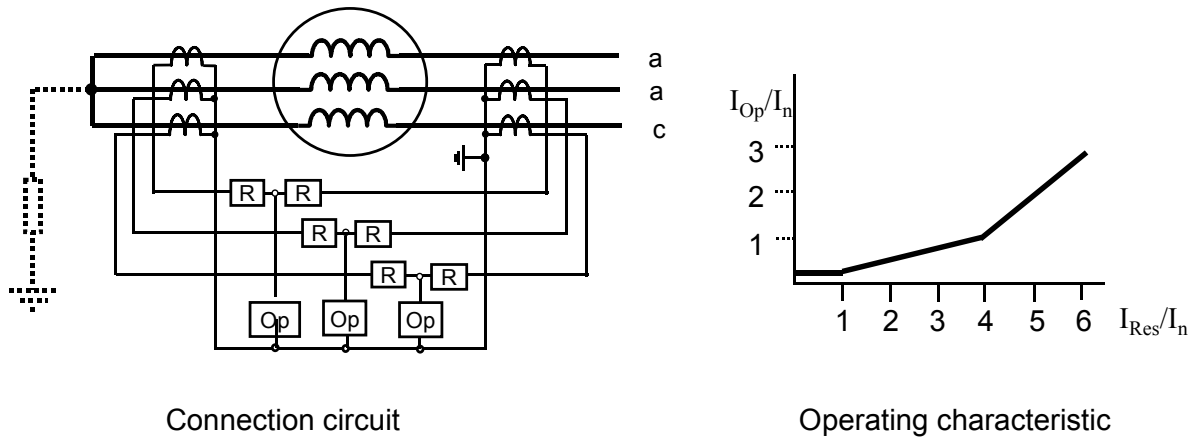 a
a
c
R R
R R
R R
Op Op Op
Connection circuit
I_Op/I_n
3
2
1
1 2 3 4 5 6 I_Res/I_n
Operating characteristic